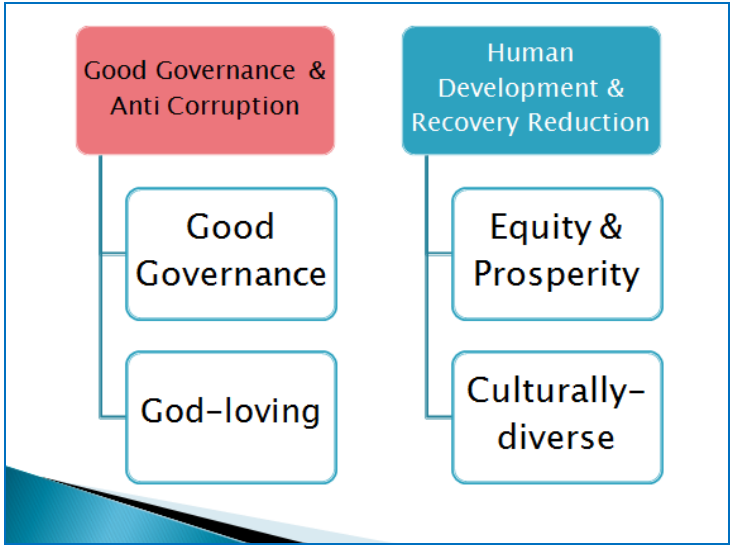 Good Governance &
Anti Corruption
Good
Governance
God-loving
Human
Development &
Recovery Reduction
Equity &
Prosperity
Culturally-
diverse